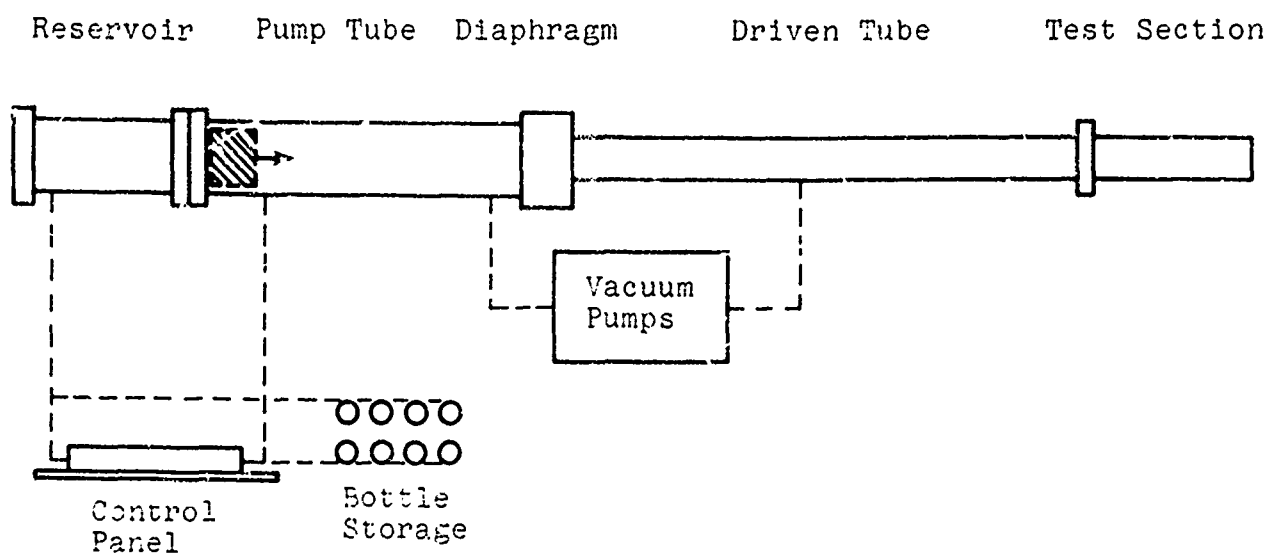 Reservoir Pump Tube Diaphragm Driven Tube Test Section
Vacuum
Pumps
Control
Panel
Bottle
Storage